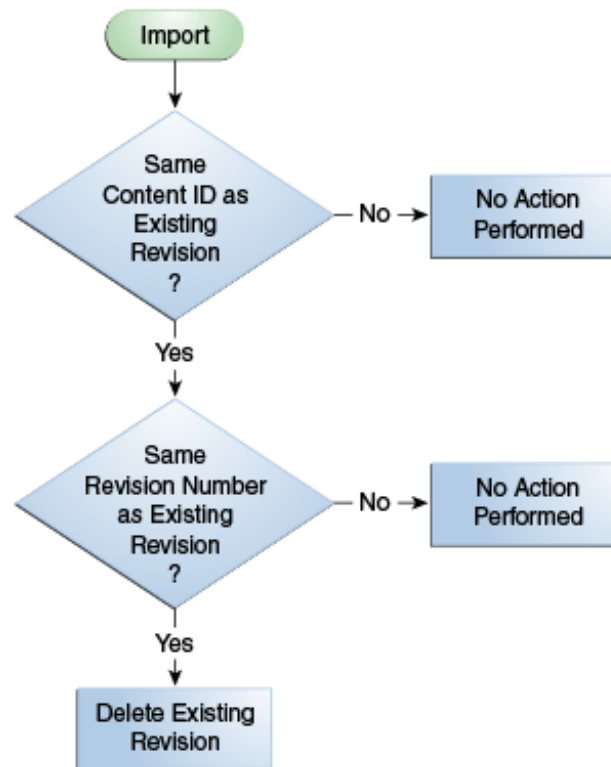 Import
Same
Content ID as
Existing
Revision
?
No
No Action
Performed
Yes
Same
Revision Number
as Existing
Revision
?
No
No Action
Performed
Yes
Delete Existing
Revision